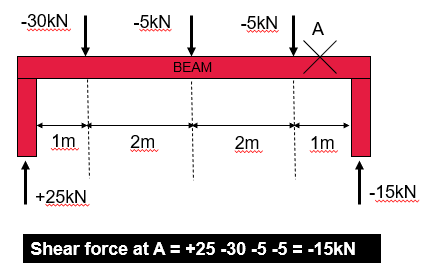 -30kN -5kN -5kN A
BEAM
1m 2m 2m 1m
+25kN -15kN
Shear force at A = +25 -30 -5 -5 = -15kN